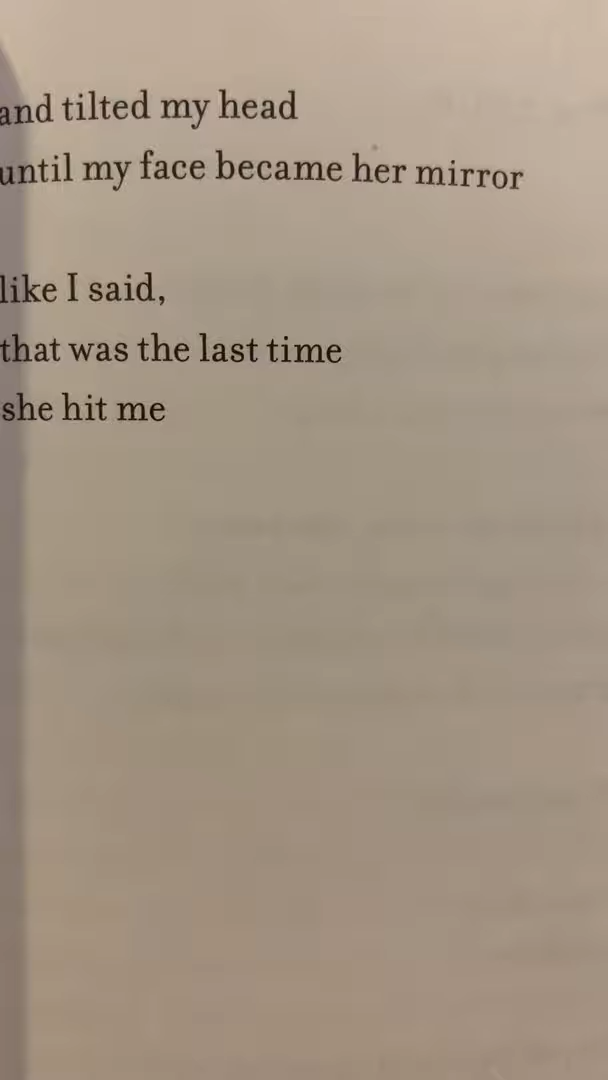 and tilted my head
until my face became her mirror
like I said,
that was the last time
she hit me